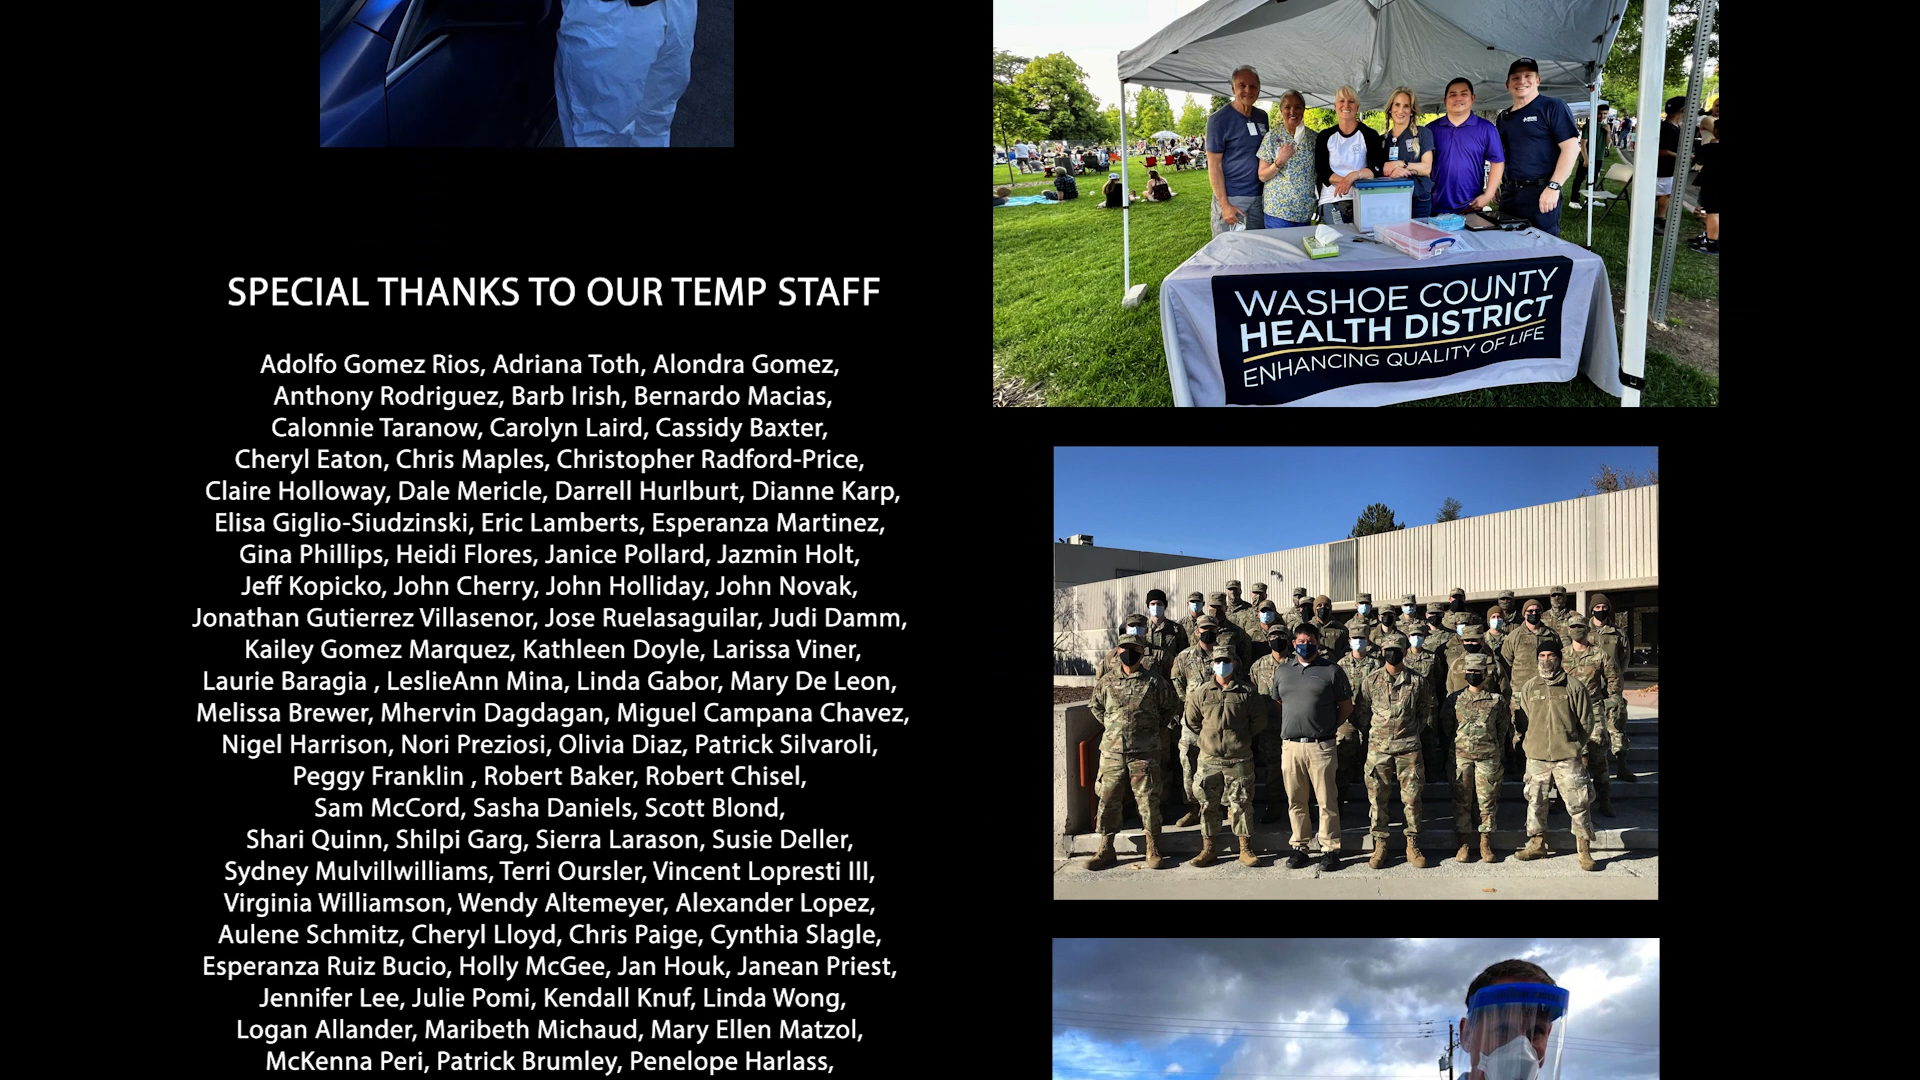 SPECIAL THANKS TO OUR TEMP STAFF
Adolfo Gomez Rios, Adriana Toth, Alondra Gomez,
Anthony Rodriguez, Barb Irish, Bernardo Macias,
Calonnie Taranow, Carolyn Laird, Cassidy Baxter,
Cheryl Eaton, Chris Maples, Christopher Radford-Price,
Claire Holloway, Dale Mericle, Darrell Hurlburt, Dianne Karp,
Elisa Giglio-Siudzinski, Eric Lamberts, Esperanza Martinez,
Gina Phillips, Heidi Flores, Janice Pollard, Jazmin Holt,
Jeff Kopicko, John Cherry, John Holliday, John Novak,
Jonathan Gutierrez Villasenor, Jose Ruelasaguilar, Judi Damm,
Kailey Gomez Marquez, Kathleen Doyle, Larissa Viner,
Laurie Baragia , LeslieAnn Mina, Linda Gabor, Mary De Leon,
Melissa Brewer, Mhervin Dagdagan, Miguel Campana Chavez,
Nigel Harrison, Nori Preziosi, Olivia Diaz, Patrick Silvaroli,
Peggy Franklin , Robert Baker, Robert Chisel,
Sam McCord, Sasha Daniels, Scott Blond,
Shari Quinn, Shilpi Garg, Sierra Larason, Susie Deller,
Sydney Mulvillwilliams, Terri Oursler, Vincent Lopresti III,
Virginia Williamson, Wendy Altemeyer, Alexander Lopez,
Aulene Schmitz, Cheryl Lloyd, Chris Paige, Cynthia Slagle,
Esperanza Ruiz Bucio, Holly McGee, Jan Houk, Janean Priest,
Jennifer Lee, Julie Pomi, Kendall Knuf, Linda Wong,
Logan Allander, Maribeth Michaud, Mary Ellen Matzol,
McKenna Peri, Patrick Brumley, Penelope Harlass,
WASHOE COUNTY
HEALTH DISTRICT
ENHANCING QUALITY OF LIFE